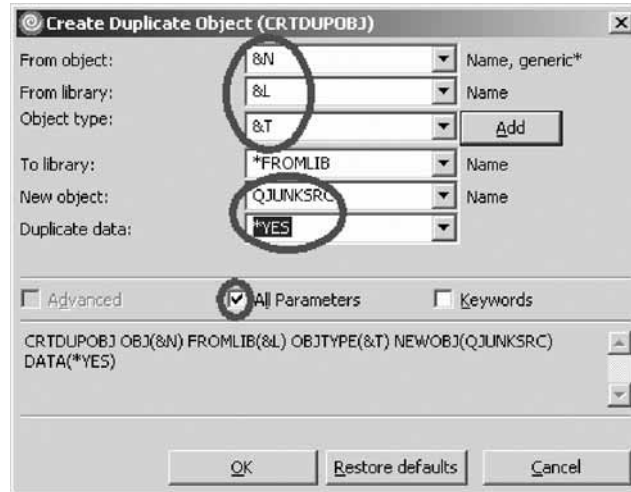 Create Duplicate Object (CRTDUPOBJ)
From object: &N Name, generic*
From library: &L Name
Object type: &T Add
To library: *FROMLIB Name
New object: QJUNKSRC Name
Duplicate data: *YES
Advanced All Parameters Keywords
CRTDUPOBJ OBJ(&N) FROMLIB(&L) OBJTYPE(&T) NEWOBJ(QJUNKSRC)
DATA(*YES)
OK Restore defaults Cancel